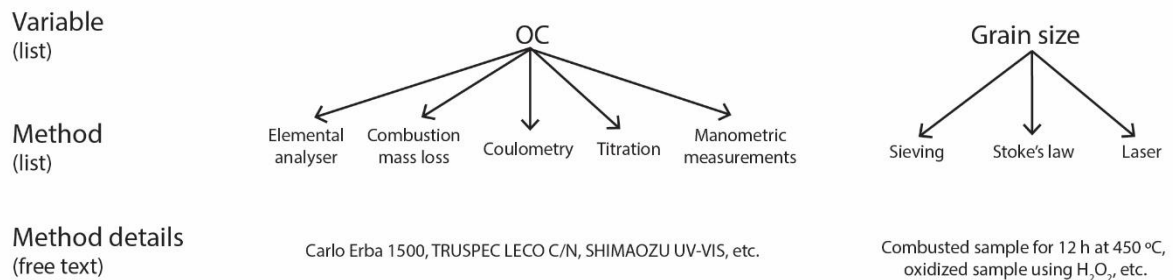 Variable
(list)
OC
Grain size
Method
(list)
Elemental
analyser
Combustion
mass loss
Coulometry
Titration
Manometric
measurements
Sieving
Stoke's law
Laser
Method details
(free text)
Carlo Erba 1500, TRUSPEC LECO C/N, SHIMAOZU UV-VIS, etc.
Combusted sample for 12 h at 450 ºC,
oxidized sample using H₂O₂, etc.